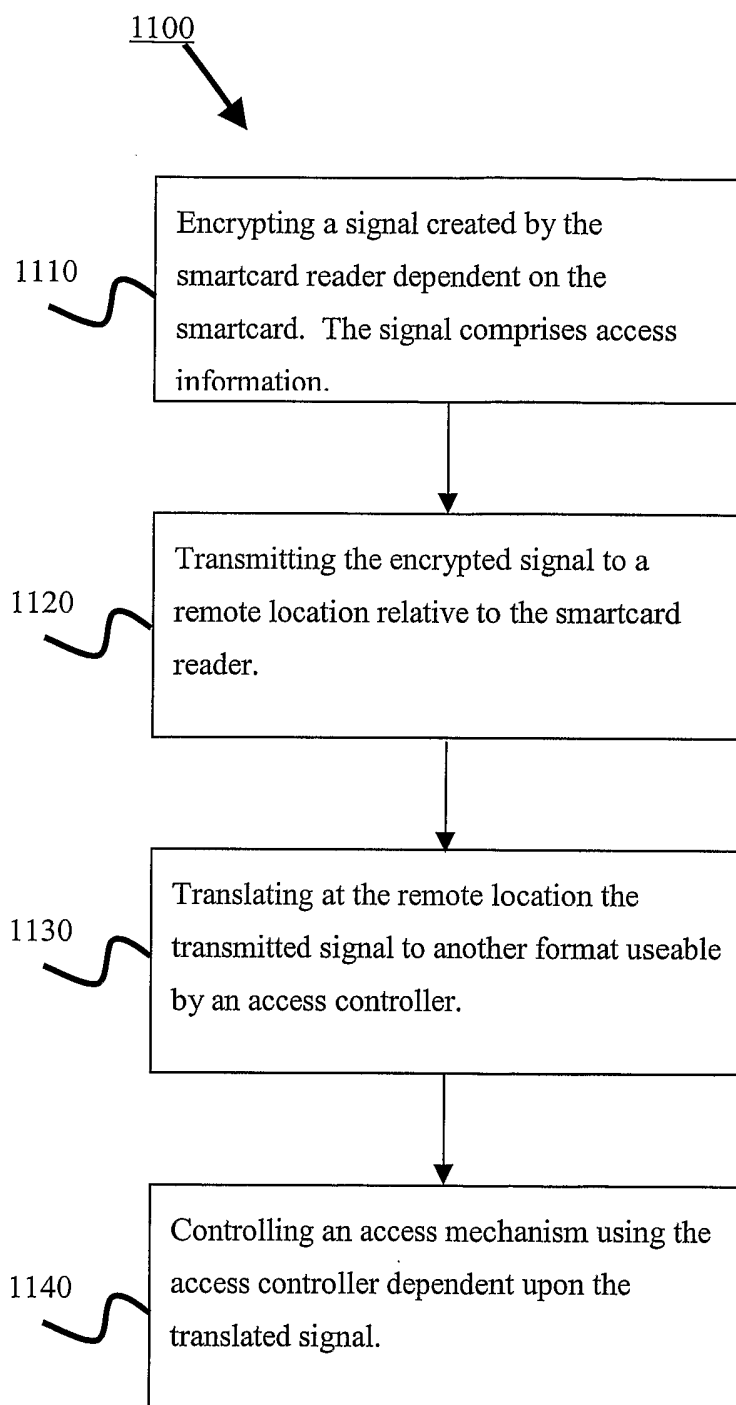 1100
1110
Encrypting a signal created by the
smartcard reader dependent on the
smartcard. The signal comprises access
information.
1120
Transmitting the encrypted signal to a
remote location relative to the smartcard
reader.
1130
Translating at the remote location the
transmitted signal to another format useable
by an access controller.
1140
Controlling an access mechanism using the
access controller dependent upon the
translated signal.